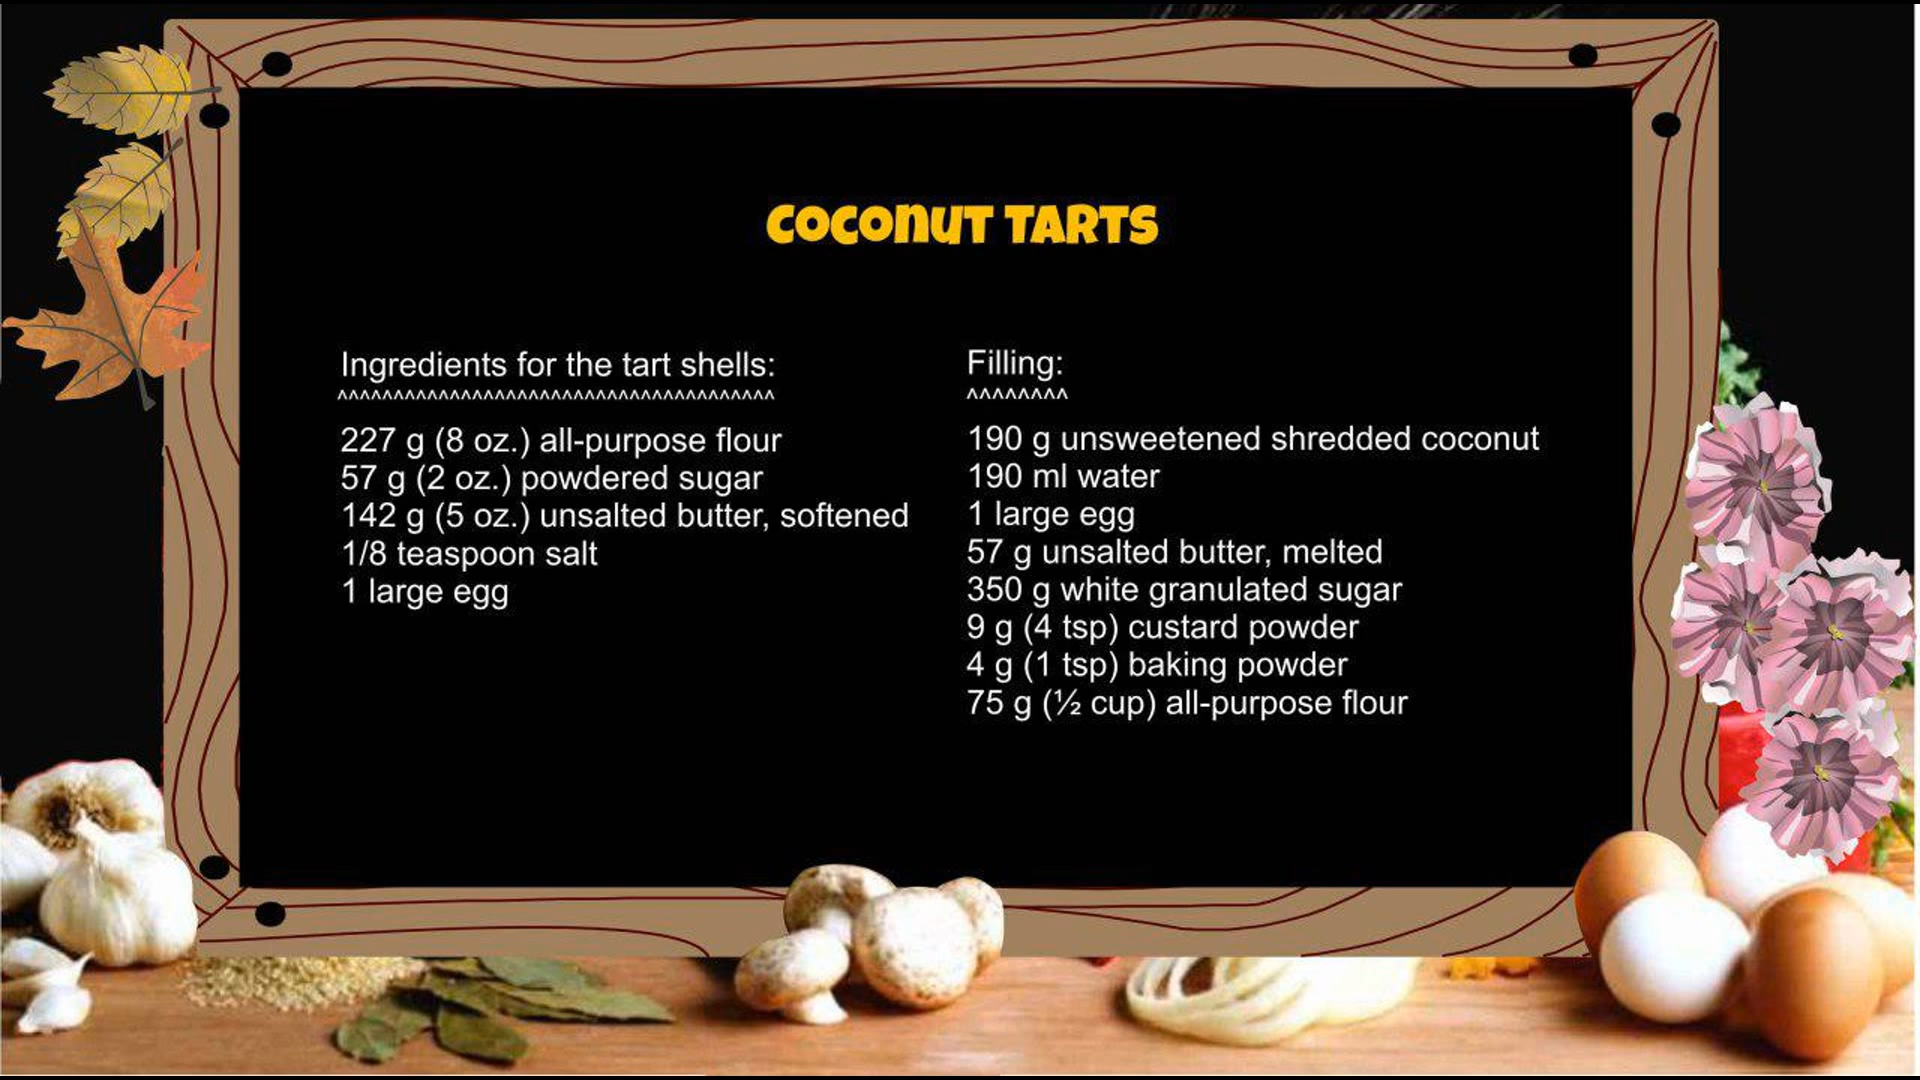 COCONUT TARTS
Ingredients for the tart shells:
^^^^^^^^^^^^^^^^^^^^^^^^^^^^^^^^^^^^^^^
227 g (8 oz.) all-purpose flour
57 g (2 oz.) powdered sugar
142 g (5 oz.) unsalted butter, softened
1/8 teaspoon salt
1 large egg
Filling:
^^^^^^^^^
190 g unsweetened shredded coconut
190 ml water
1 large egg
57 g unsalted butter, melted
350 g white granulated sugar
9 g (4 tsp) custard powder
4 g (1 tsp) baking powder
75 g (½ cup) all-purpose flour